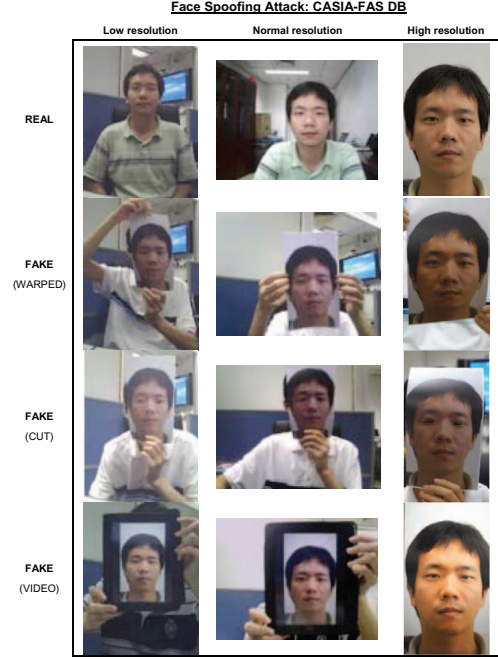 Face Spoofing Attack: CASIA-FAS DB
Low resolution Normal resolution High resolution
REAL
FAKE
(WARPED)
FAKE
(CUT)
FAKE
(VIDEO)